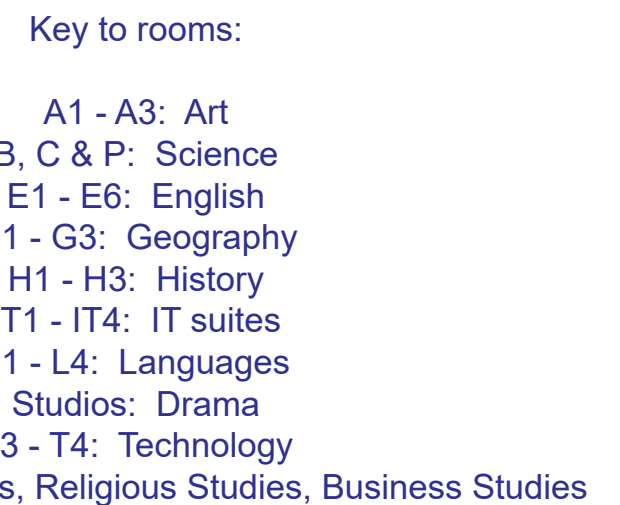 Key to rooms:
A1 - A3:  Art
B, C & P:  Science
E1 - E6:  English
1 - G3:  Geography
H1 - H3:  History
T1 - IT4:  IT suites
1 - L4:  Languages
Studios:  Drama
3 - T4:  Technology
s, Religious Studies, Business Studies